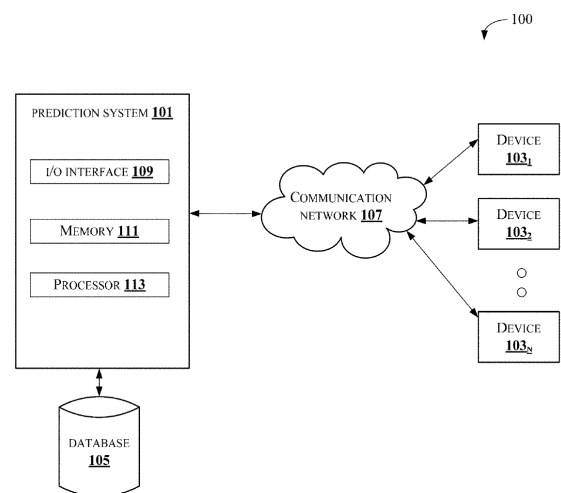 100
PREDICTION SYSTEM 101
I/O INTERFACE 109
MEMORY 111
PROCESSOR 113
COMMUNICATION
NETWORK 107
DEVICE
103₁
DEVICE
103₂
DEVICE
103ₙ
DATABASE
105